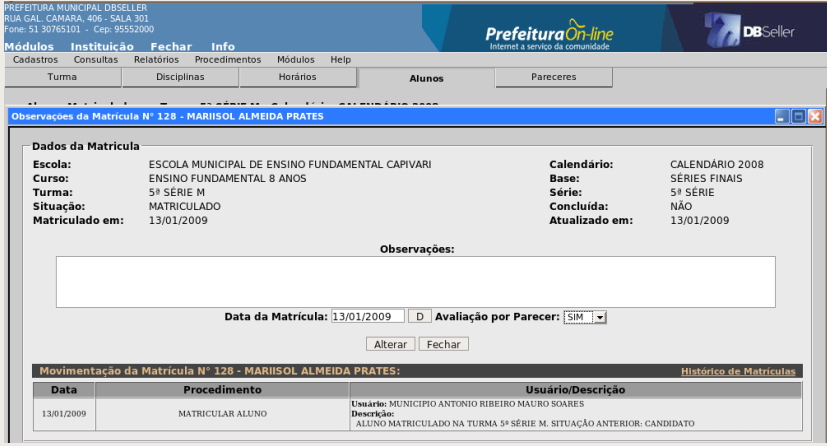 PREFEITURA MUNICIPAL DBSELLER
RUA GAL. CAMARA, 406 - SALA 301
Fone: 51 30765101 - Cep: 95552000
Prefeitura On-line
Internet a serviço da comunidade
DBSeller
Módulos Instituição Fechar Info
Cadastros Consultas Relatórios Procedimentos Módulos Help
Turma Disciplinas Horários Alunos Pareceres
Observações da Matrícula N° 128 - MARIISOL ALMEIDA PRATES
Dados da Matricula
Escola: ESCOLA MUNICIPAL DE ENSINO FUNDAMENTAL CAPIVARI Calendário: CALENDÁRIO 2008
Curso: ENSINO FUNDAMENTAL 8 ANOS Base: SÉRIES FINAIS
Turma: 5ª SÉRIE M Série: 5ª SÉRIE
Situação: MATRICULADO Concluída: NÃO
Matriculado em: 13/01/2009 Atualizado em: 13/01/2009
Observações:
Data da Matrícula: 13/01/2009 D Avaliação por Parecer: SIM
Alterar Fechar
Movimentação da Matrícula N° 128 - MARIISOL ALMEIDA PRATES: Histórico de Matrículas
Data Procedimento Usuário/Descrição
13/01/2009 MATRICULAR ALUNO Usuário: MUNICIPIO ANTONIO RIBEIRO MAURO SOARES
Descrição:
ALUNO MATRICULADO NA TURMA 5ª SÉRIE M. SITUAÇÃO ANTERIOR: CANDIDATO